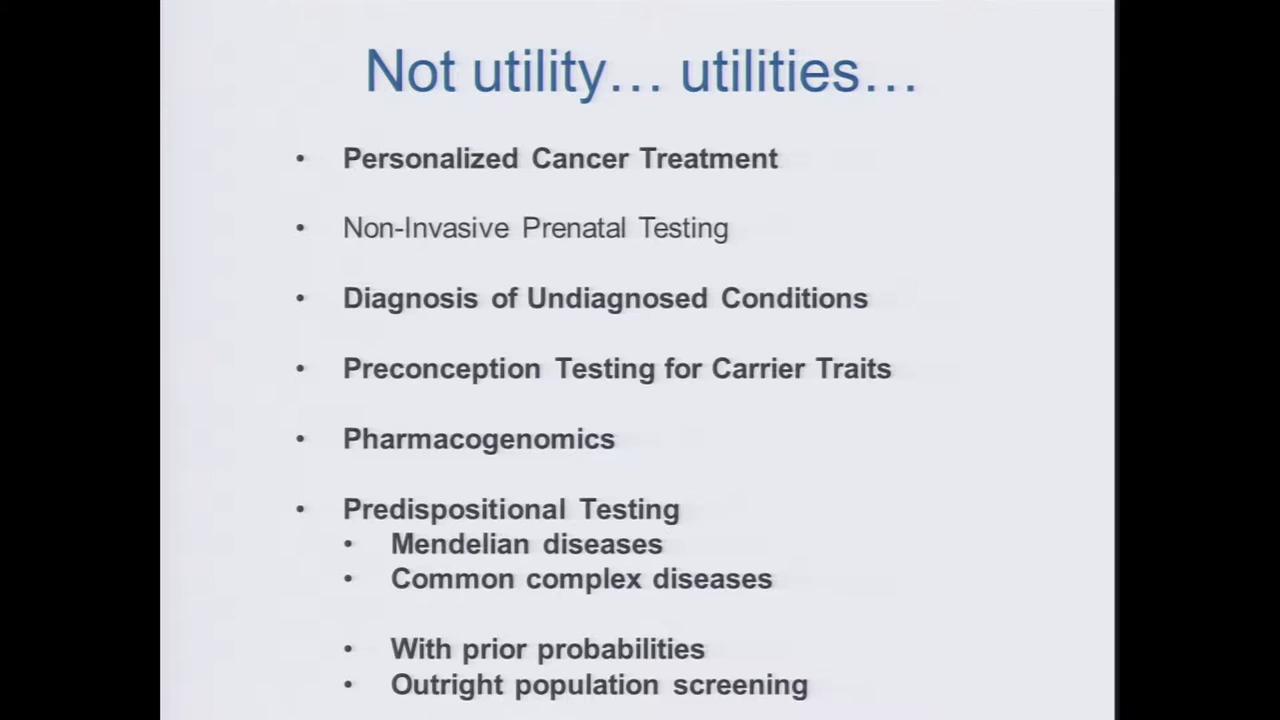 Not utility… utilities…
• Personalized Cancer Treatment
• Non-Invasive Prenatal Testing
• Diagnosis of Undiagnosed Conditions
• Preconception Testing for Carrier Traits
• Pharmacogenomics
• Predispositional Testing
• Mendelian diseases
• Common complex diseases
• With prior probabilities
• Outright population screening